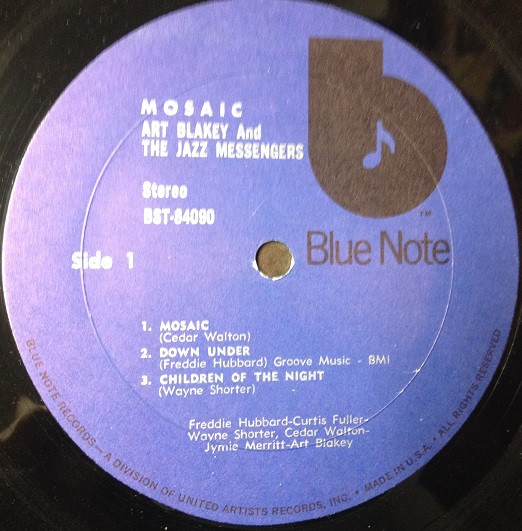 MOSAIC
ART BLAKEY And
THE JAZZ MESSENGERS
Stereo
BST-84090
TM
Blue Note
Side 1
1. MOSAIC
(Cedar Walton)
2. DOWN UNDER
(Freddie Hubbard) Groove Music - BMI
3. CHILDREN OF THE NIGHT
(Wayne Shorter)
Freddie Hubbard-Curtis Fuller-
Wayne Shorter, Cedar Walton-
Jymie Merritt-Art Blakey
BLUE NOTE RECORDS - A DIVISION OF UNITED ARTISTS RECORDS, INC. • MADE IN U.S.A. • ALL RIGHTS RESERVED